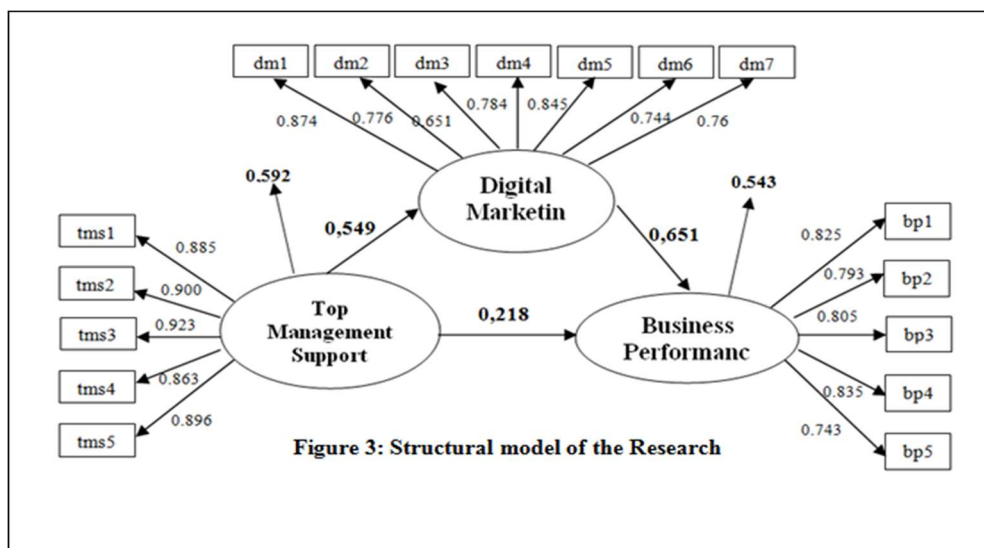 dm1 dm2 dm3 dm4 dm5 dm6 dm7
0.874 0.776 0.651 0.784 0.845 0.744 0.76
Digital
Marketin
0.592
0.543
0,549
0,651
tms1
tms2
tms3
tms4
tms5
0.885
0.900
0.923
0.863
0.896
Top
Management
Support
0,218
Business
Performanc
0.825
0.793
0.805
0.835
0.743
bp1
bp2
bp3
bp4
bp5
Figure 3: Structural model of the Research